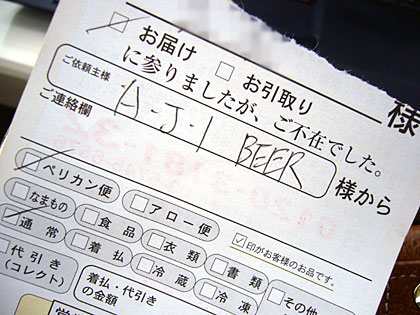 様
☑お届け □お引取り
に参りましたが、ご不在でした。
ご依頼主様 A-J-I BEER 様から
ご連絡欄
☑ペリカン便 □アロー便 ☑印がお客様のお品です。
□なまもの □食品 □衣類 □書類 □その他
☑通常 □着払 □冷蔵 □冷凍
□代引き(コレクト) 着払・代引きの金額